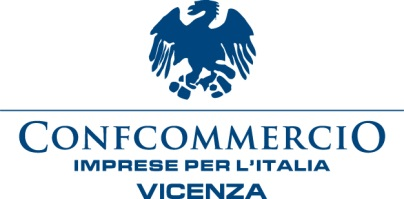 CONFCOMMERCIO
IMPRESE PER L'ITALIA
VICENZA